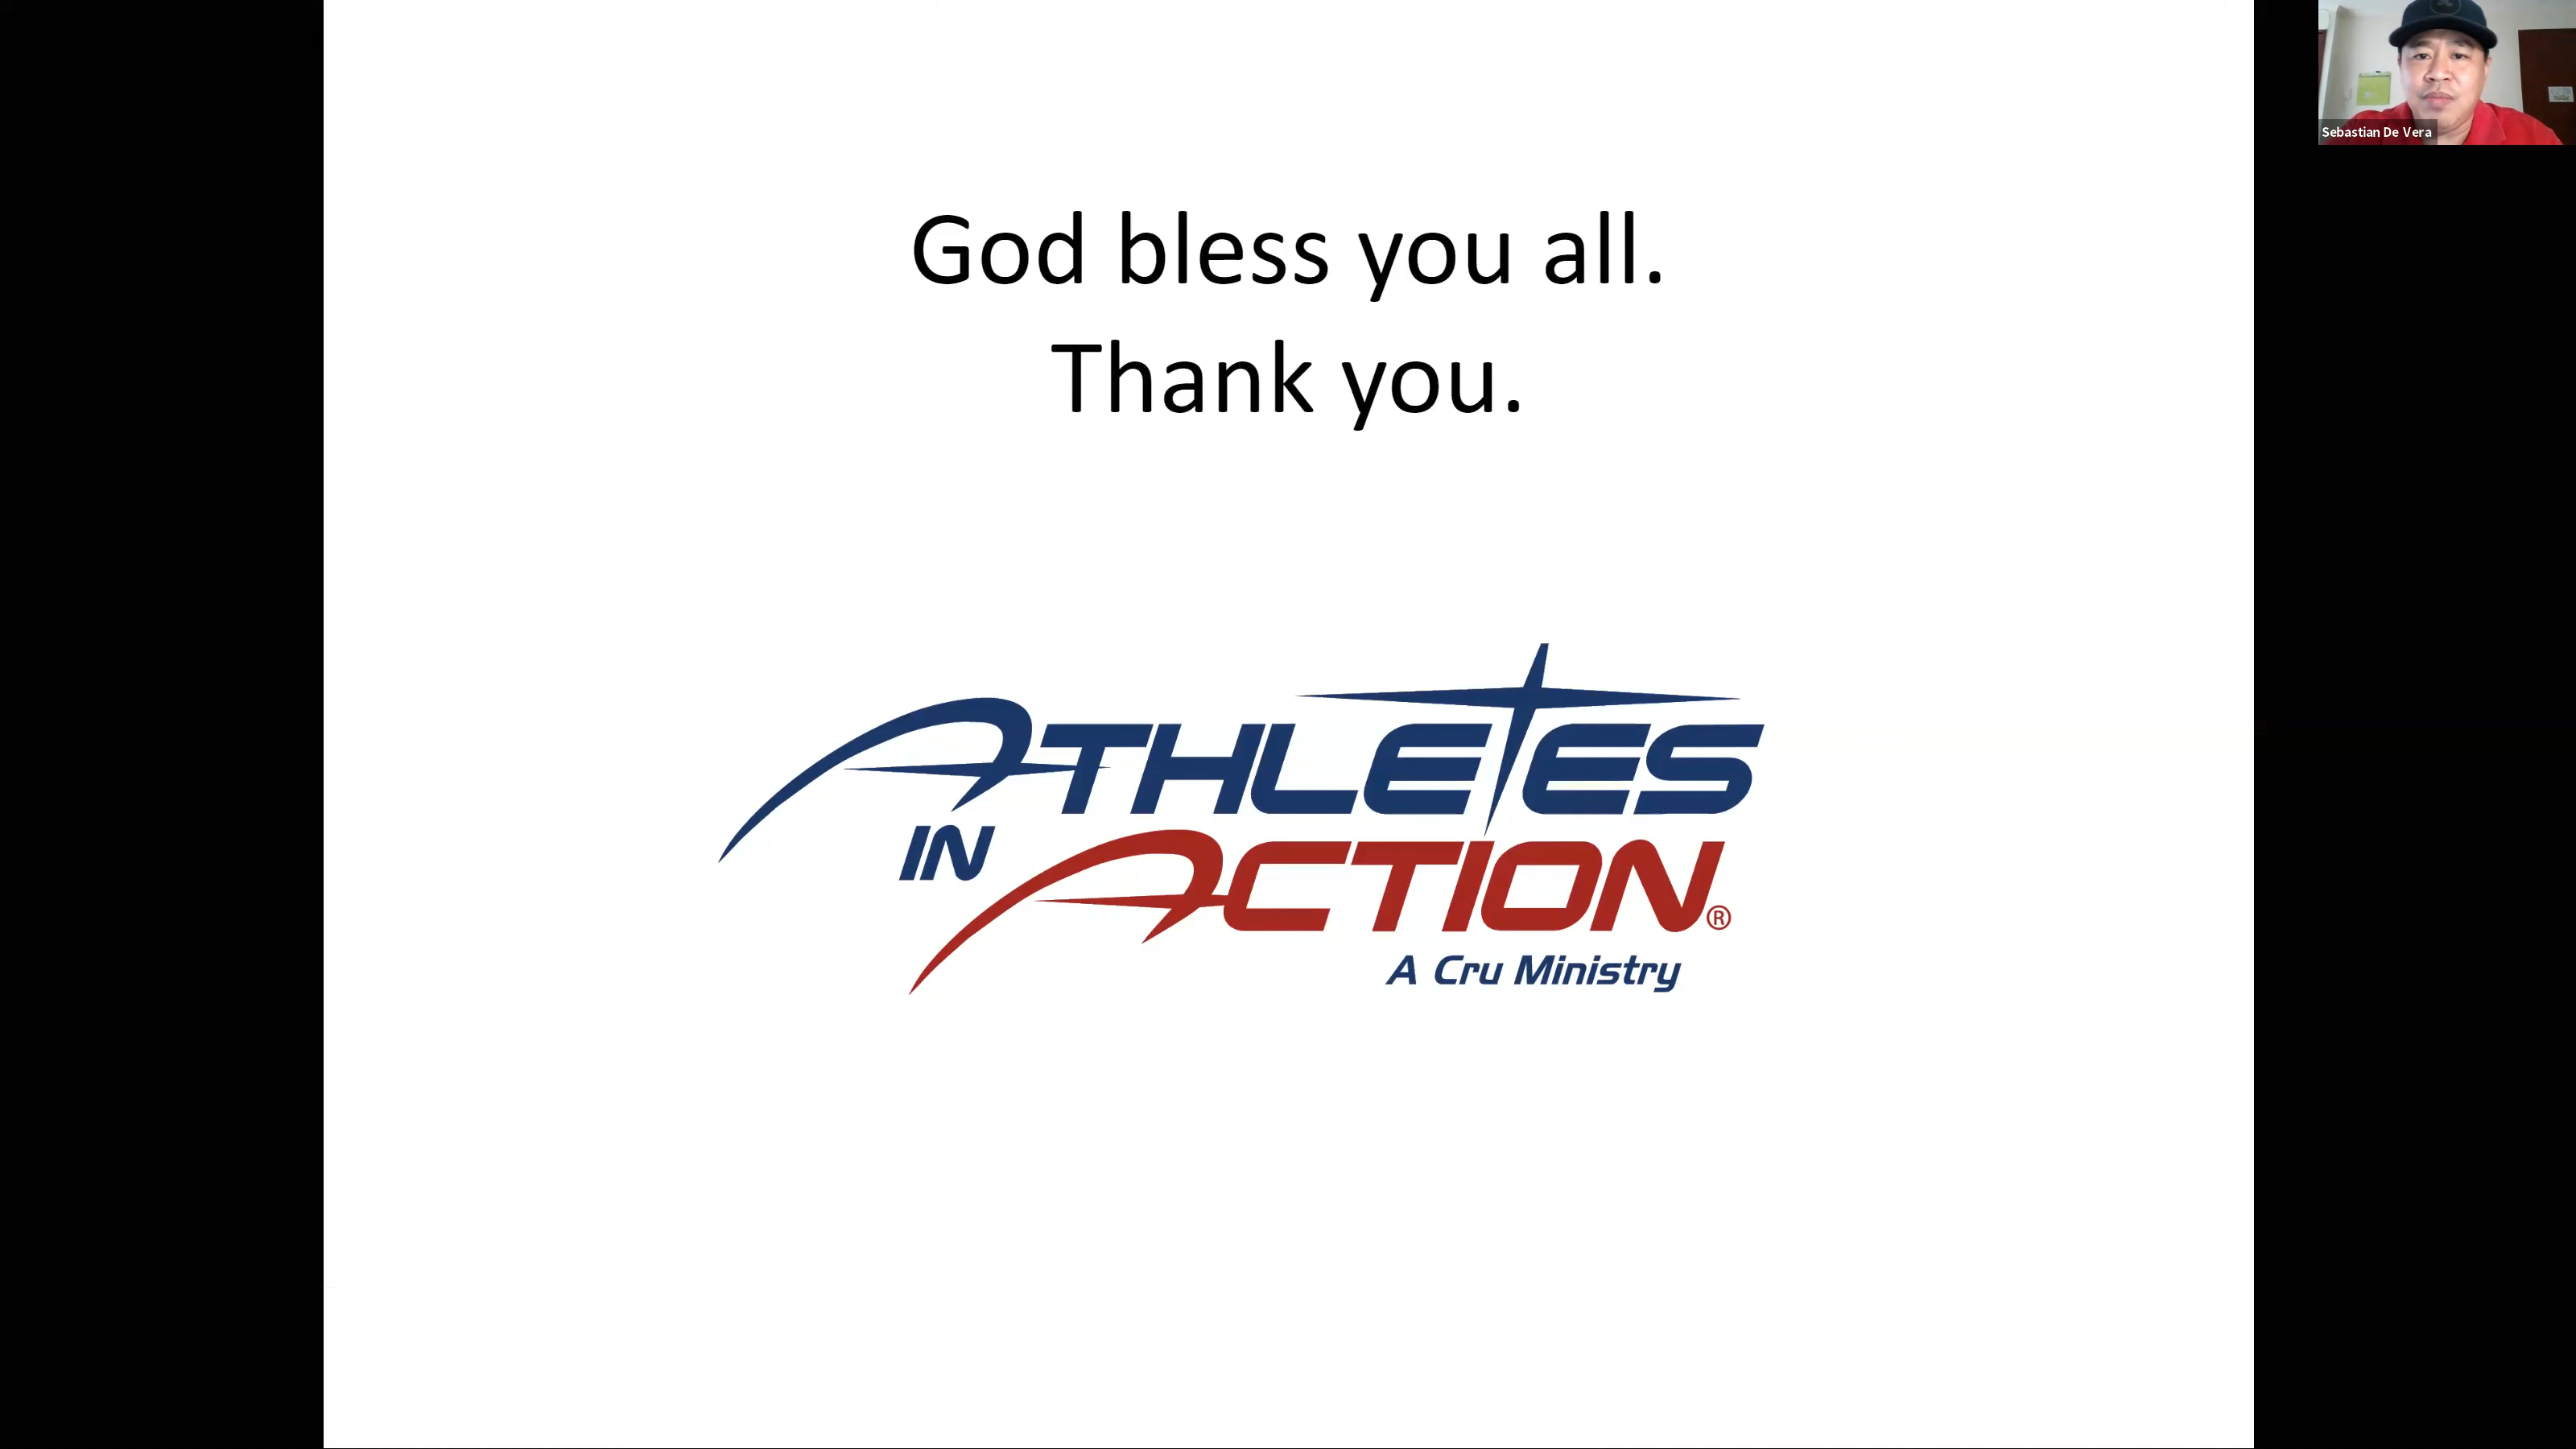 God bless you all.
Thank you.
ATHLETES
IN ACTION®
A Cru Ministry
Sebastian De Vera